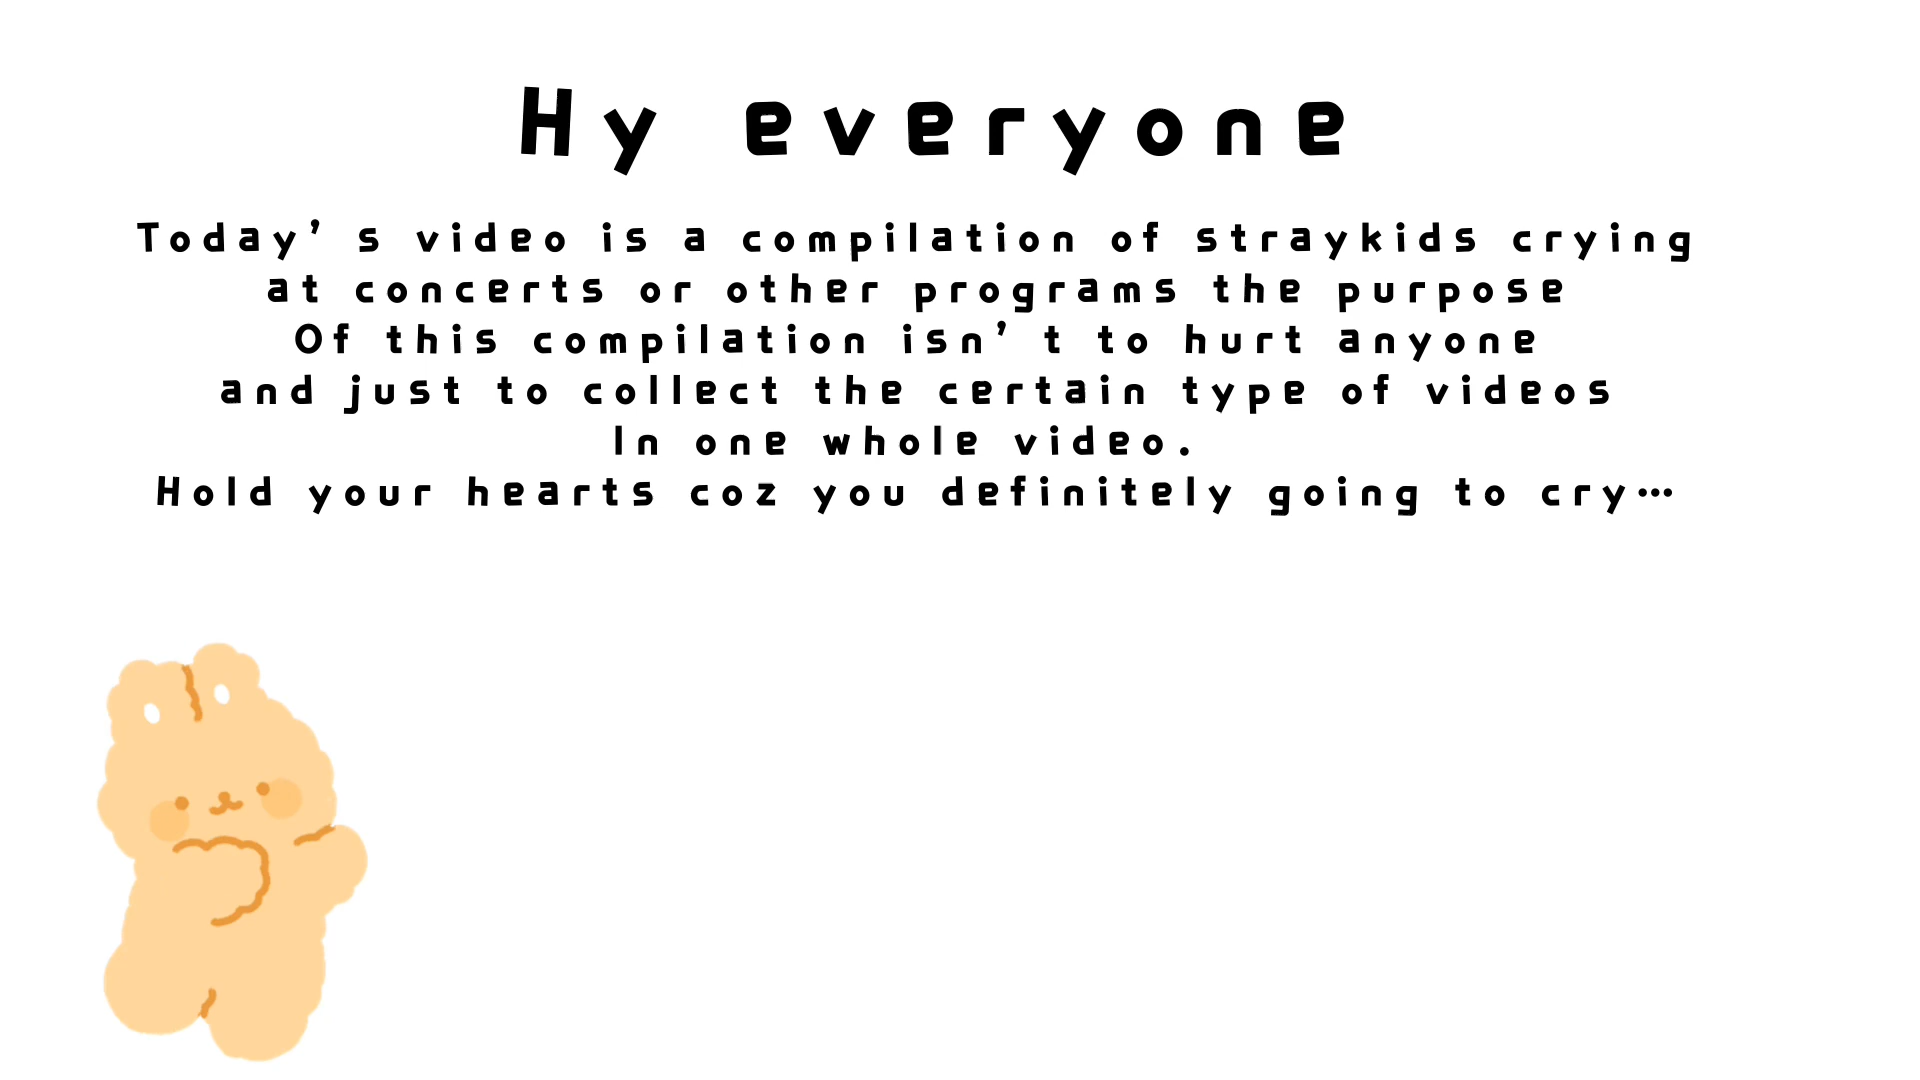 Hy everyone
Today's video is a compilation of straykids crying
at concerts or other programs the purpose
Of this compilation isn't to hurt anyone
and just to collect the certain type of videos
In one whole video.
Hold your hearts coz you definitely going to cry…